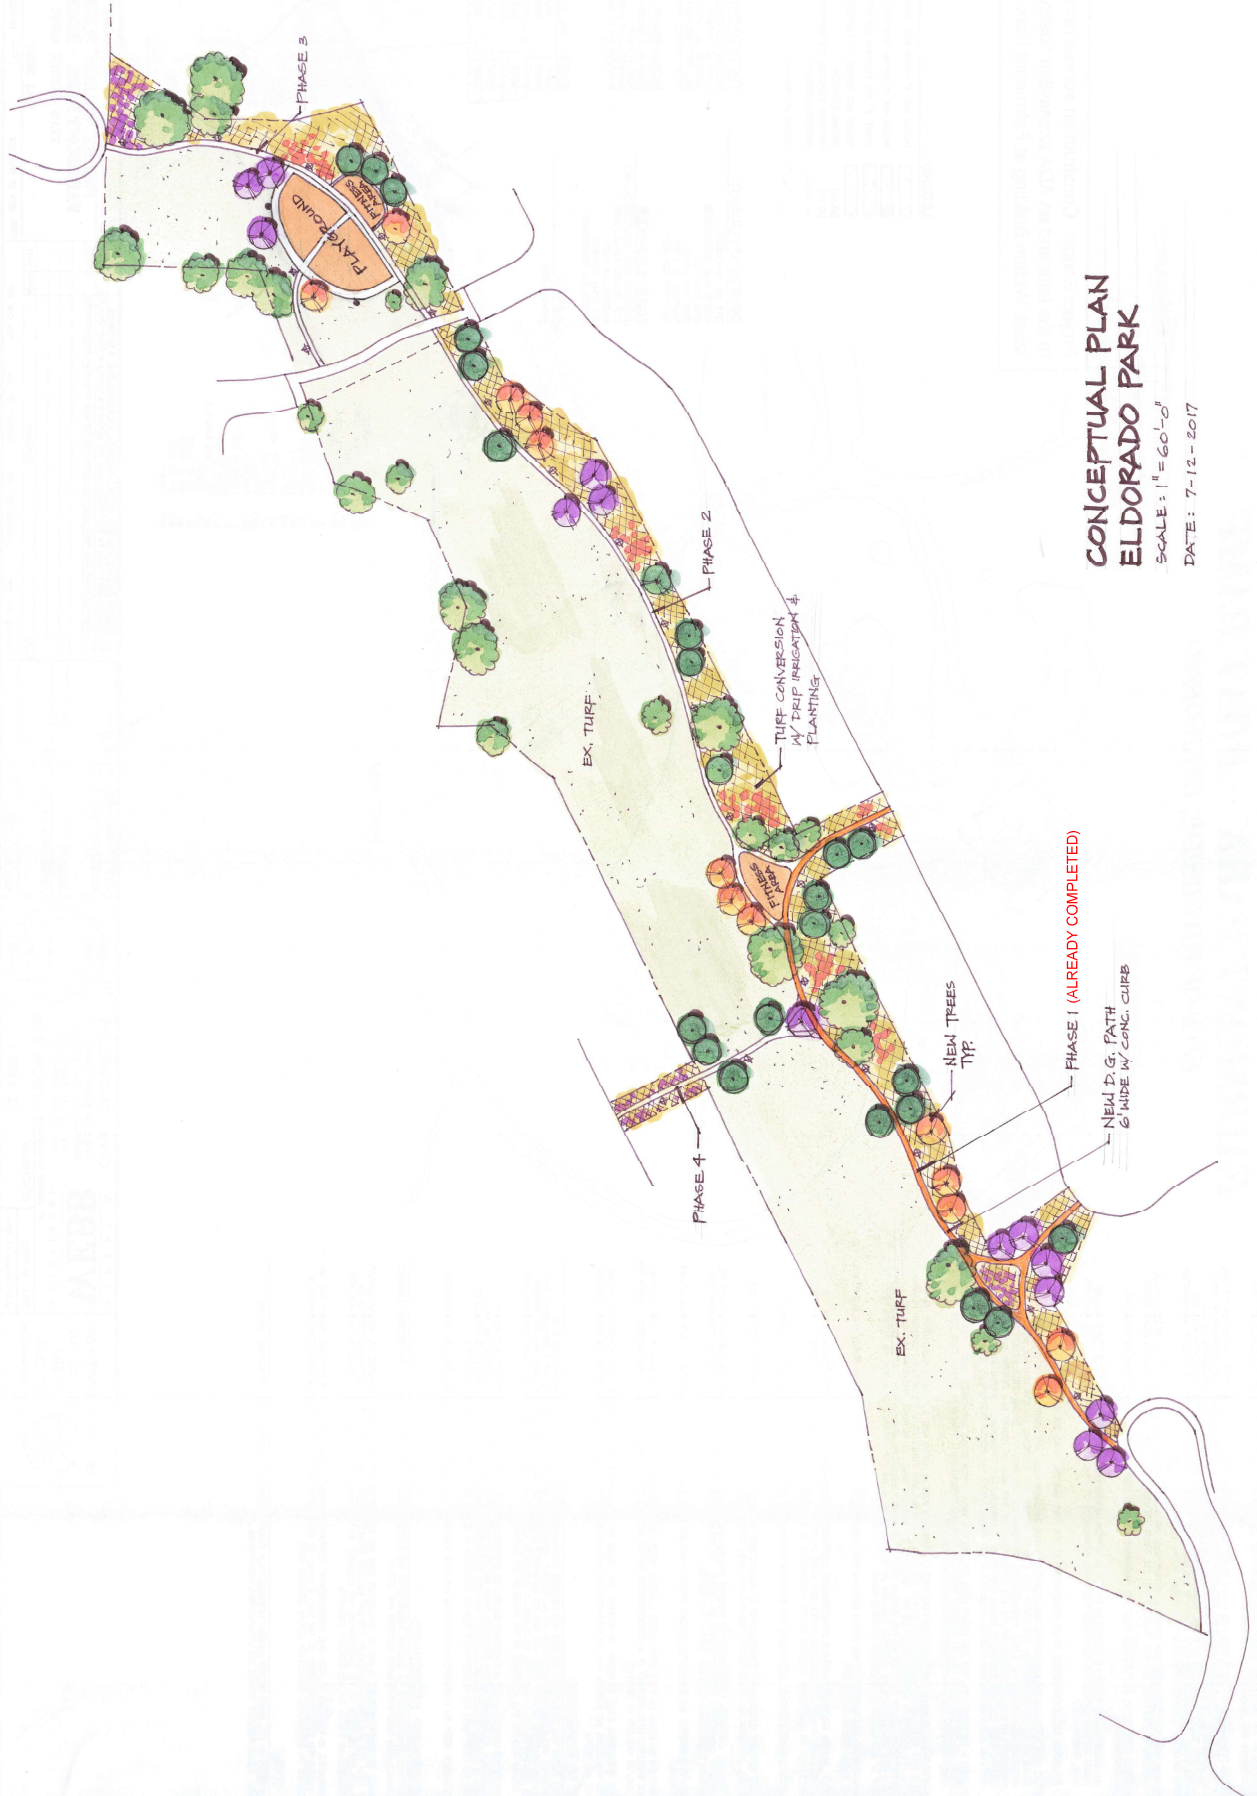 PHASE 3
FITNESS
AREA
PLAYGROUND
PHASE 2
TURF CONVERSION
W/ DRIP IRRIGATION &
PLANTING
EX. TURF
FITNESS
AREA
PHASE 4
NEW TREES
TYP.
PHASE 1 (ALREADY COMPLETED)
NEW D.G. PATH
6' WIDE W/ CONC. CURB
EX. TURF
CONCEPTUAL PLAN
ELDORADO PARK
SCALE: 1" = 60'-0"
DATE: 7-12-2017